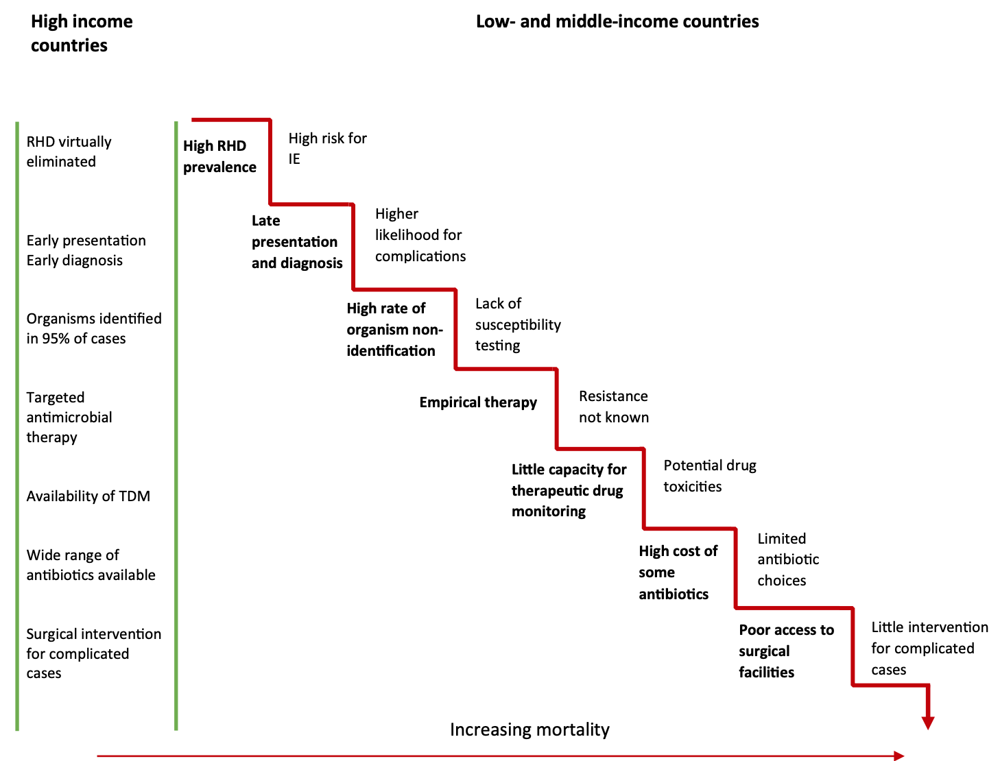 High income
countries
Low- and middle-income countries
RHD virtually
eliminated
Early presentation
Early diagnosis
Organisms identified
in 95% of cases
Targeted
antimicrobial
therapy
Availability of TDM
Wide range of
antibiotics available
Surgical intervention
for complicated
cases
High RHD
prevalence
High risk for
IE
Late
presentation
and diagnosis
Higher
likelihood for
complications
High rate of
organism non-
identification
Lack of
susceptibility
testing
Empirical therapy
Resistance
not known
Little capacity for
therapeutic drug
monitoring
Potential drug
toxicities
High cost of
some
antibiotics
Limited
antibiotic
choices
Poor access to
surgical
facilities
Little intervention
for complicated
cases
Increasing mortality